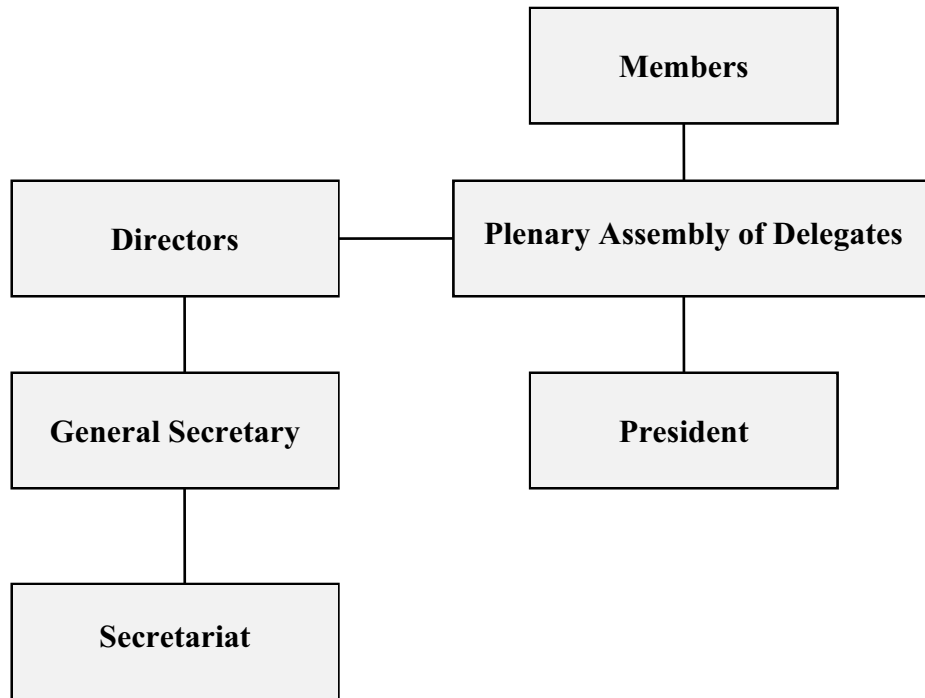 Members
Directors
Plenary Assembly of Delegates
General Secretary
President
Secretariat